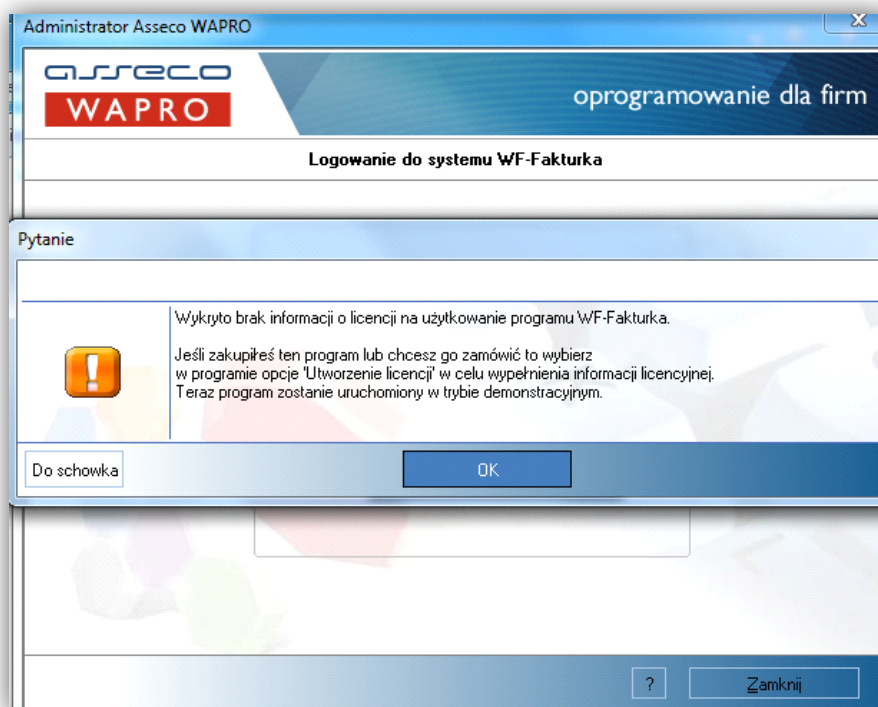 Administrator Asseco WAPRO
asseco
WAPRO
oprogramowanie dla firm
Logowanie do systemu WF-Fakturka
Pytanie
Wykryto brak informacji o licencji na użytkowanie programu WF-Fakturka.
Jeśli zakupiłeś ten program lub chcesz go zamówić to wybierz
w programie opcje 'Utworzenie licencji' w celu wypełnienia informacji licencyjnej.
Teraz program zostanie uruchomiony w trybie demonstracyjnym.
Do schowka
OK
?
Zamknij